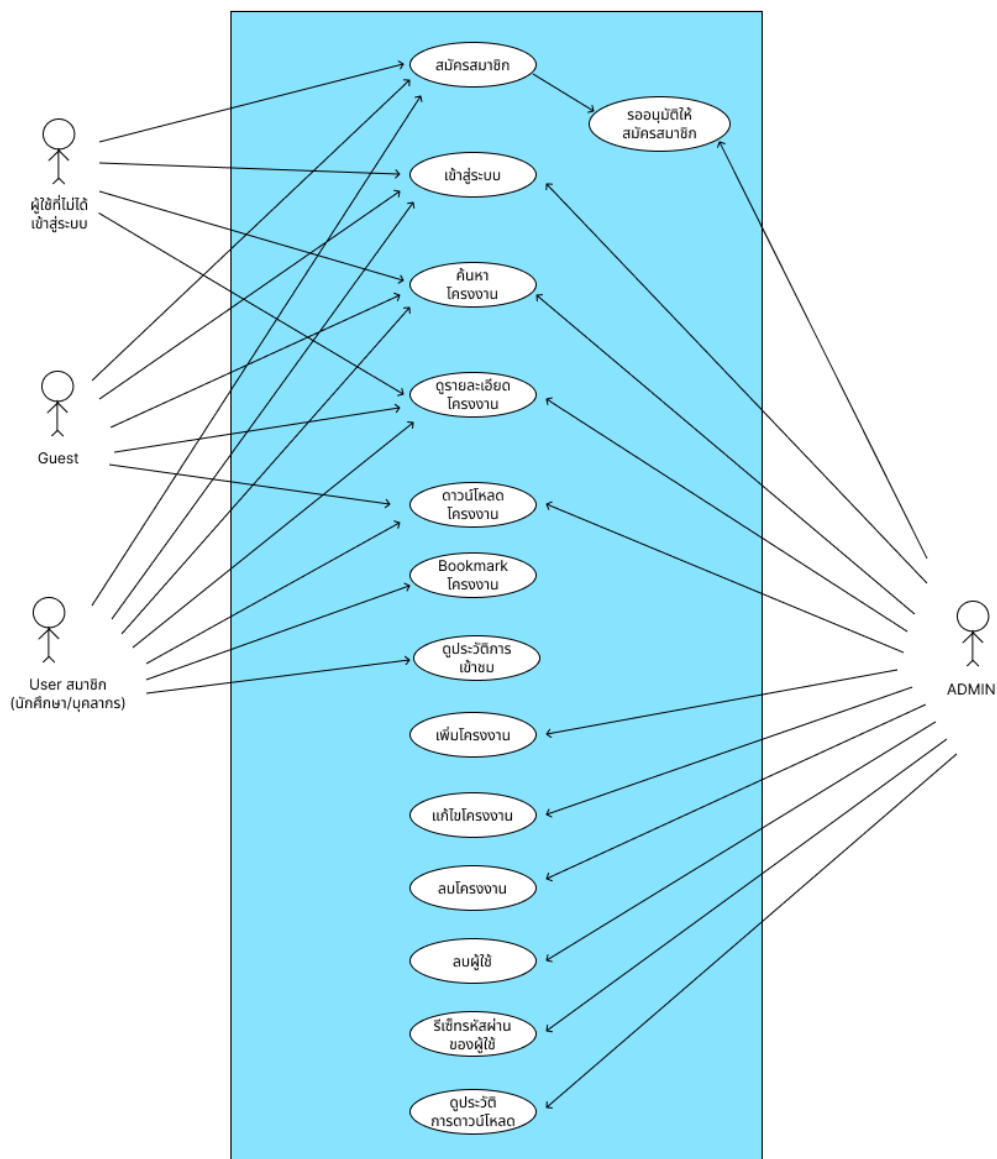 สมัครสมาชิก
รออนุมัติให้
สมัครสมาชิก
ผู้ใช้ที่ไม่ได้
เข้าสู่ระบบ
เข้าสู่ระบบ
ค้นหา
โครงงาน
ดูรายละเอียด
โครงงาน
Guest
ดาวน์โหลด
โครงงาน
Bookmark
โครงงาน
User สมาชิก
(นักศึกษา/บุคลากร)
ดูประวัติการ
เข้าชม
ADMIN
เพิ่มโครงงาน
แก้ไขโครงงาน
ลบโครงงาน
ลบผู้ใช้
รีเซ็ทรหัสผ่าน
ของผู้ใช้
ดูประวัติ
การดาวน์โหลด